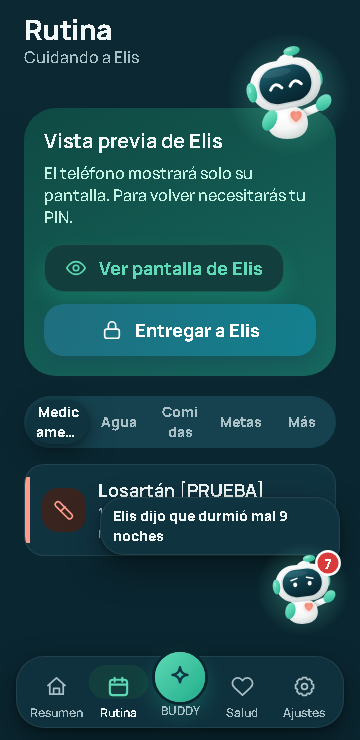 Rutina
Cuidando a Elis
Vista previa de Elis
El teléfono mostrará solo su
pantalla. Para volver necesitarás tu
PIN.
Ver pantalla de Elis
Entregar a Elis
Medic
ame...
Agua
Comi
das
Metas
Más
Losartán [PRUEBA]
Elis dijo que durmió mal 9
noches
7
Resumen
Rutina
BUDDY
Salud
Ajustes